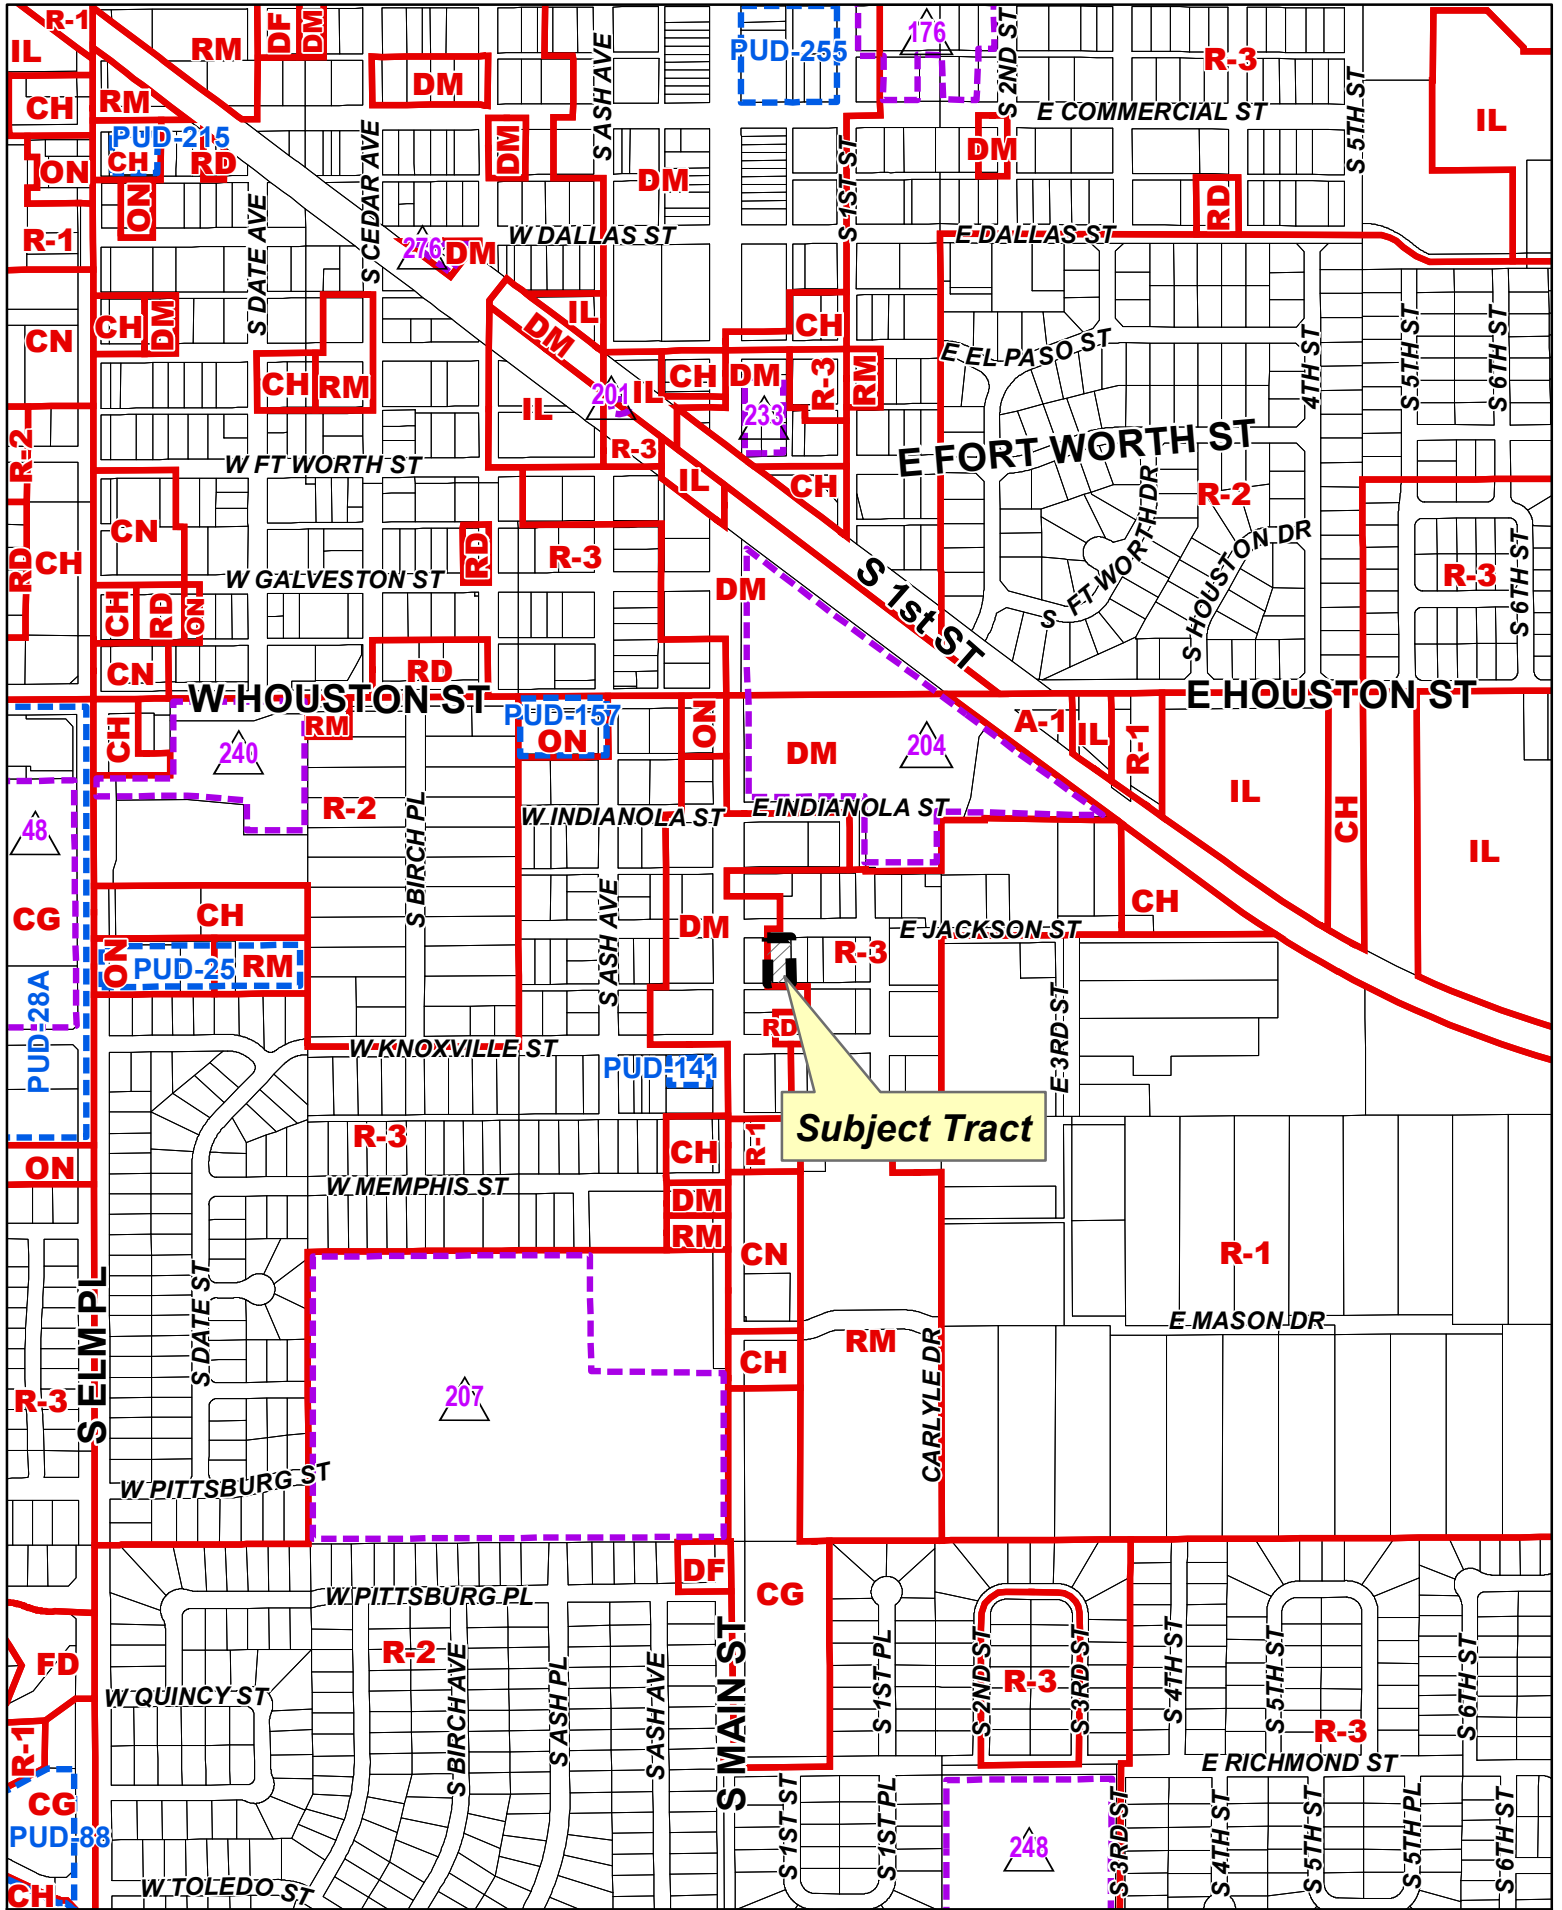 R-1
IL
RM
DF
DM
DM
S ASH AVE
PUD-255
176
S 2ND ST
R-3
E COMMERCIAL ST
S 5TH ST
IL
CH
RM
PUD-215
CH
RD
ON
ON
S CEDAR AVE
DM
DM
S 1ST ST
DM
RD
R-1
S DATE AVE
276
DM
W DALLAS ST
E DALLAS ST
CN
CH
DM
IL
DM
CH
E EL PASO ST
4TH ST
S 5TH ST
S 6TH ST
CH
RM
IL
201
IL
CH
DM
233
R-3
RM
R-3
R-2
W FT WORTH ST
IL
CH
E FORT WORTH ST
R-2
CN
RD
CH
RD
R-3
DM
S 1st ST
S FT WORTH DR
S HOUSTON DR
R-3
S 6TH ST
W GALVESTON ST
CH
RD
ON
CN
RD
W HOUSTON ST
E HOUSTON ST
CH
240
RM
PUD-157
ON
ON
DM
204
A-1
IL
R-1
IL
CH
IL
48
R-2
S BIRCH PL
W INDIANOLA ST
E INDIANOLA ST
CG
CH
S ASH AVE
DM
E JACKSON ST
CH
ON
PUD-25
RM
R-3
PUD-28A
RD
E 3RD ST
W KNOXVILLE ST
PUD-141
Subject Tract
R-3
CH
R-1
ON
W MEMPHIS ST
DM
RM
CN
R-1
S ELM PL
S DATE ST
E MASON DR
CH
RM
CARLYLE DR
R-3
207
W PITTSBURG ST
DF
CG
W PITTSBURG PL
S MAIN ST
FD
R-2
W QUINCY ST
S BIRCH AVE
S ASH PL
S ASH AVE
S 1ST PL
S 2ND ST
R-3
S 3RD ST
S 4TH ST
S 5TH ST
R-3
S 6TH ST
R-1
E RICHMOND ST
CG
PUD-88
S 1ST ST
S 1ST PL
248
S 3RD ST
S 4TH ST
S 5TH ST
S 5TH PL
S 6TH ST
CH
W TOLEDO ST